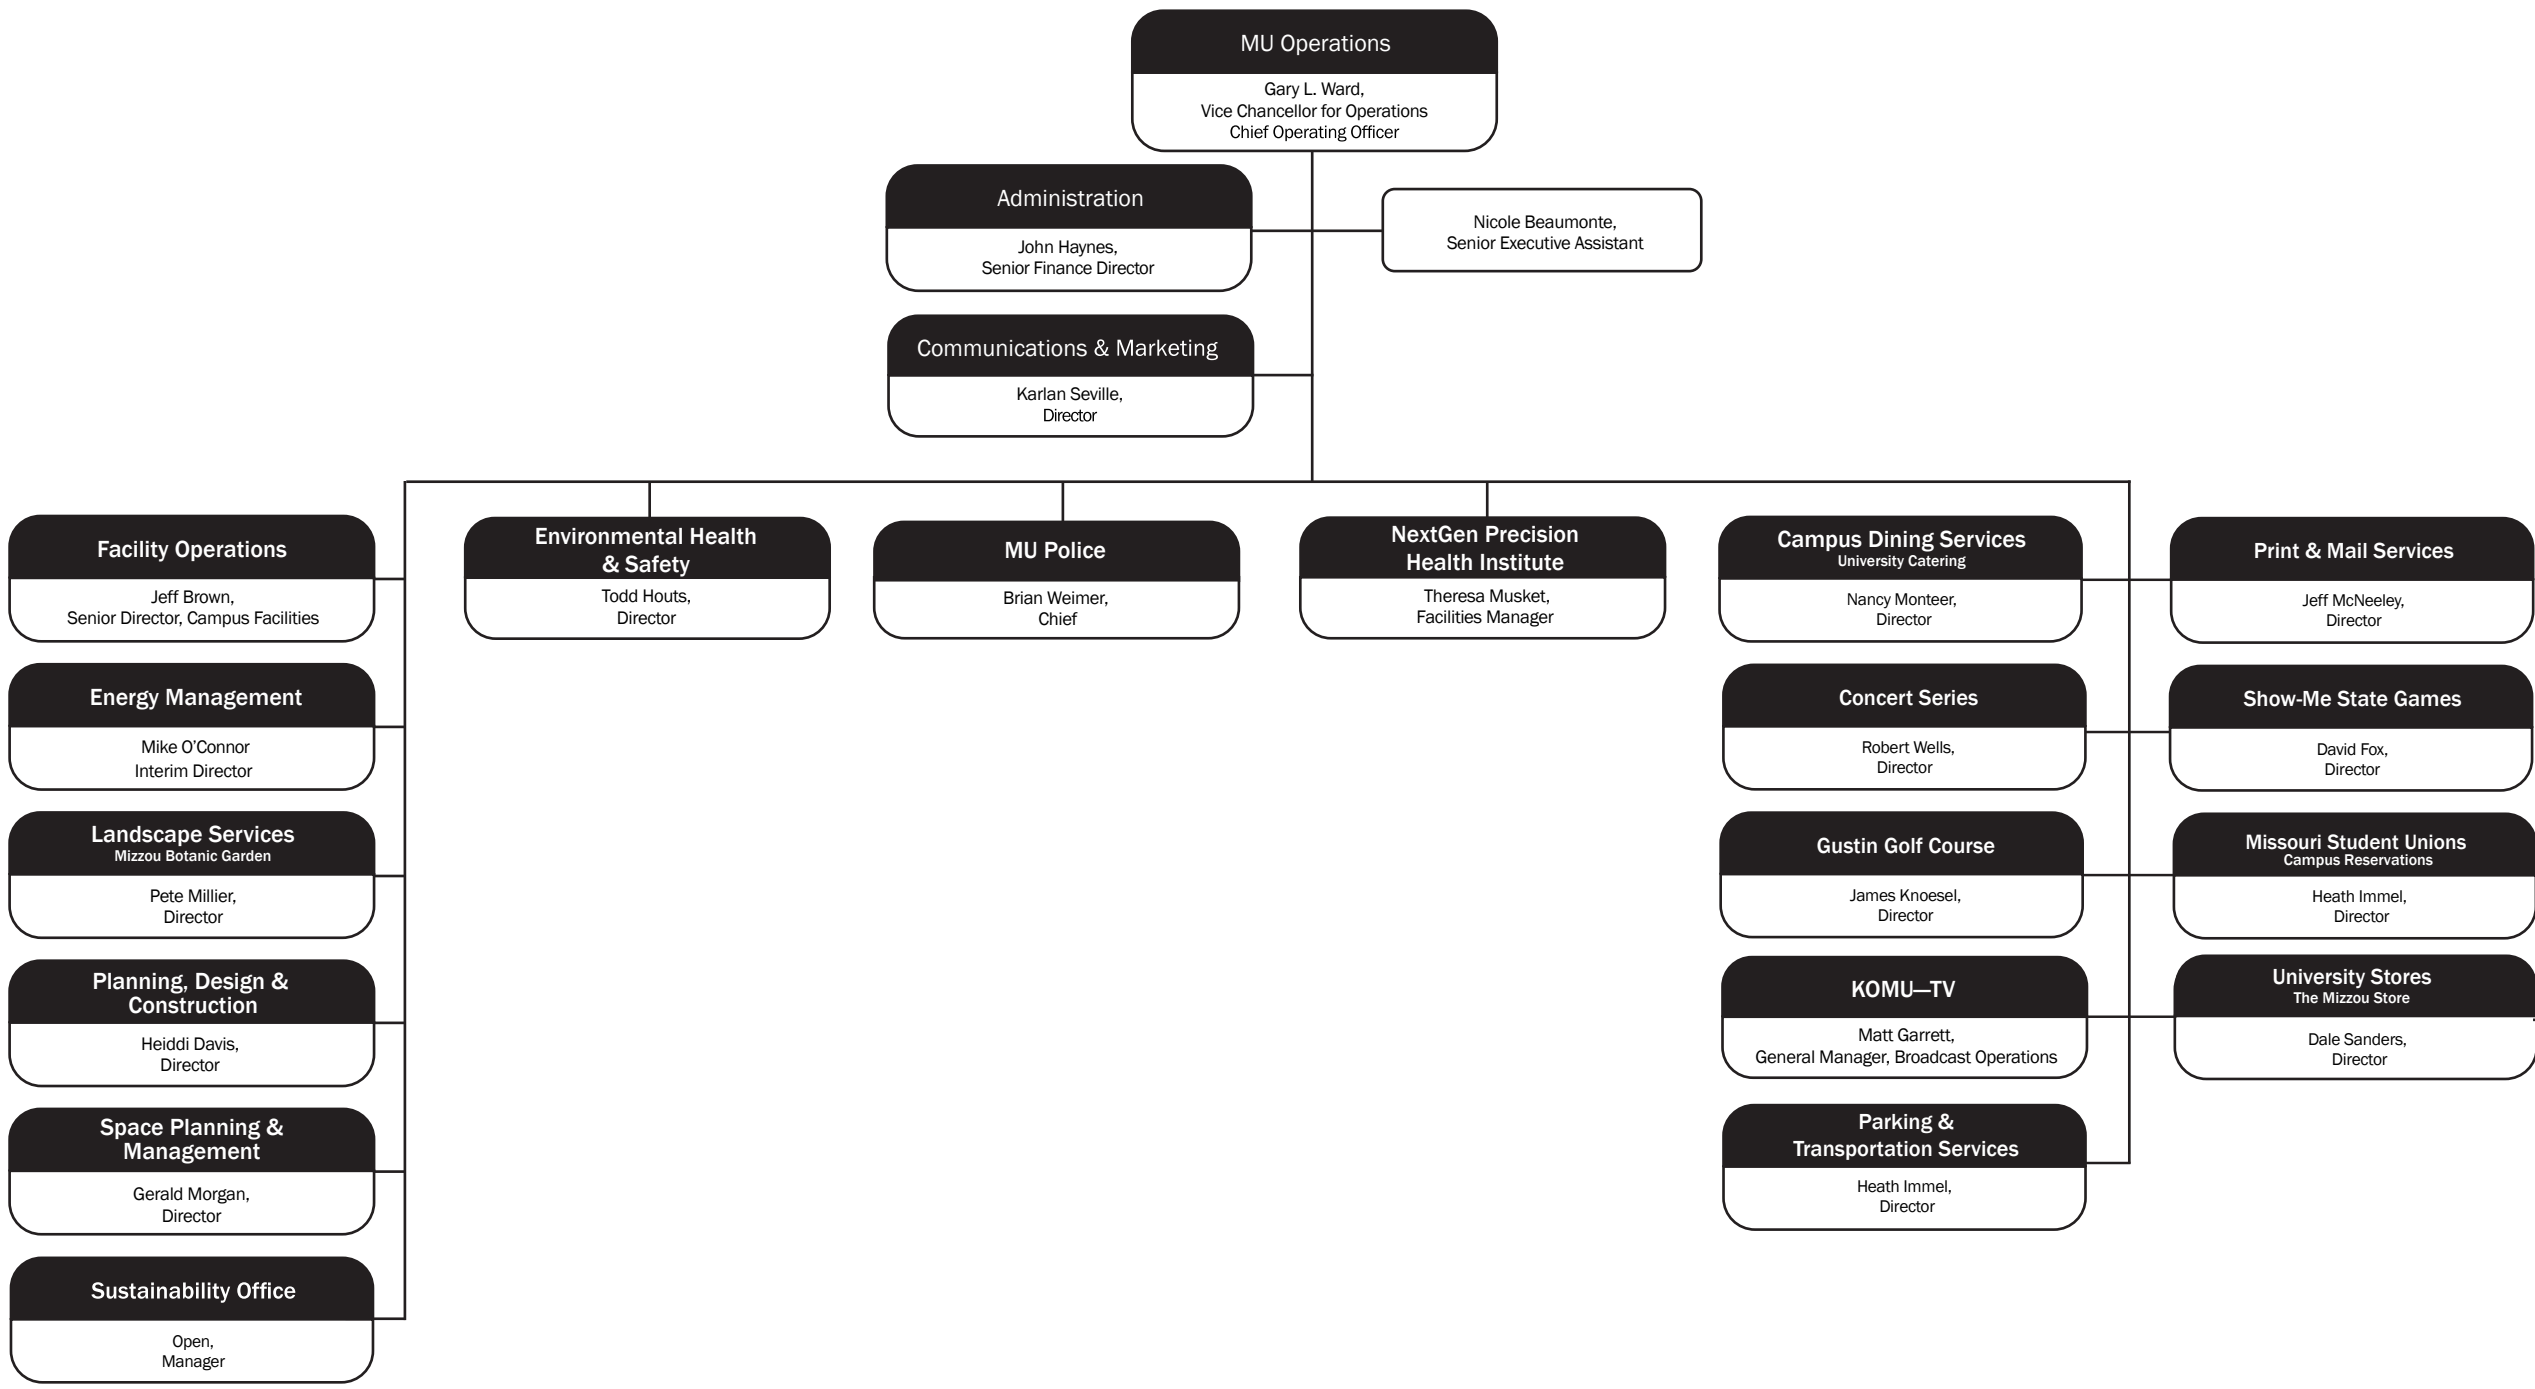 MU Operations
Gary L. Ward,
Vice Chancellor for Operations
Chief Operating Officer
Administration
John Haynes,
Senior Finance Director
Nicole Beaumonte,
Senior Executive Assistant
Communications & Marketing
Karlan Seville,
Director
Facility Operations
Jeff Brown,
Senior Director, Campus Facilities
Energy Management
Mike O’Connor
Interim Director
Landscape Services
Mizzou Botanic Garden
Pete Millier,
Director
Planning, Design &
Construction
Heiddi Davis,
Director
Space Planning &
Management
Gerald Morgan,
Director
Sustainability Office
Open,
Manager
Environmental Health
& Safety
Todd Houts,
Director
MU Police
Brian Weimer,
Chief
NextGen Precision
Health Institute
Theresa Musket,
Facilities Manager
Campus Dining Services
University Catering
Nancy Monteer,
Director
Concert Series
Robert Wells,
Director
Gustin Golf Course
James Knoesel,
Director
KOMU—TV
Matt Garrett,
General Manager, Broadcast Operations
Parking &
Transportation Services
Heath Immel,
Director
Print & Mail Services
Jeff McNeeley,
Director
Show-Me State Games
David Fox,
Director
Missouri Student Unions
Campus Reservations
Heath Immel,
Director
University Stores
The Mizzou Store
Dale Sanders,
Director